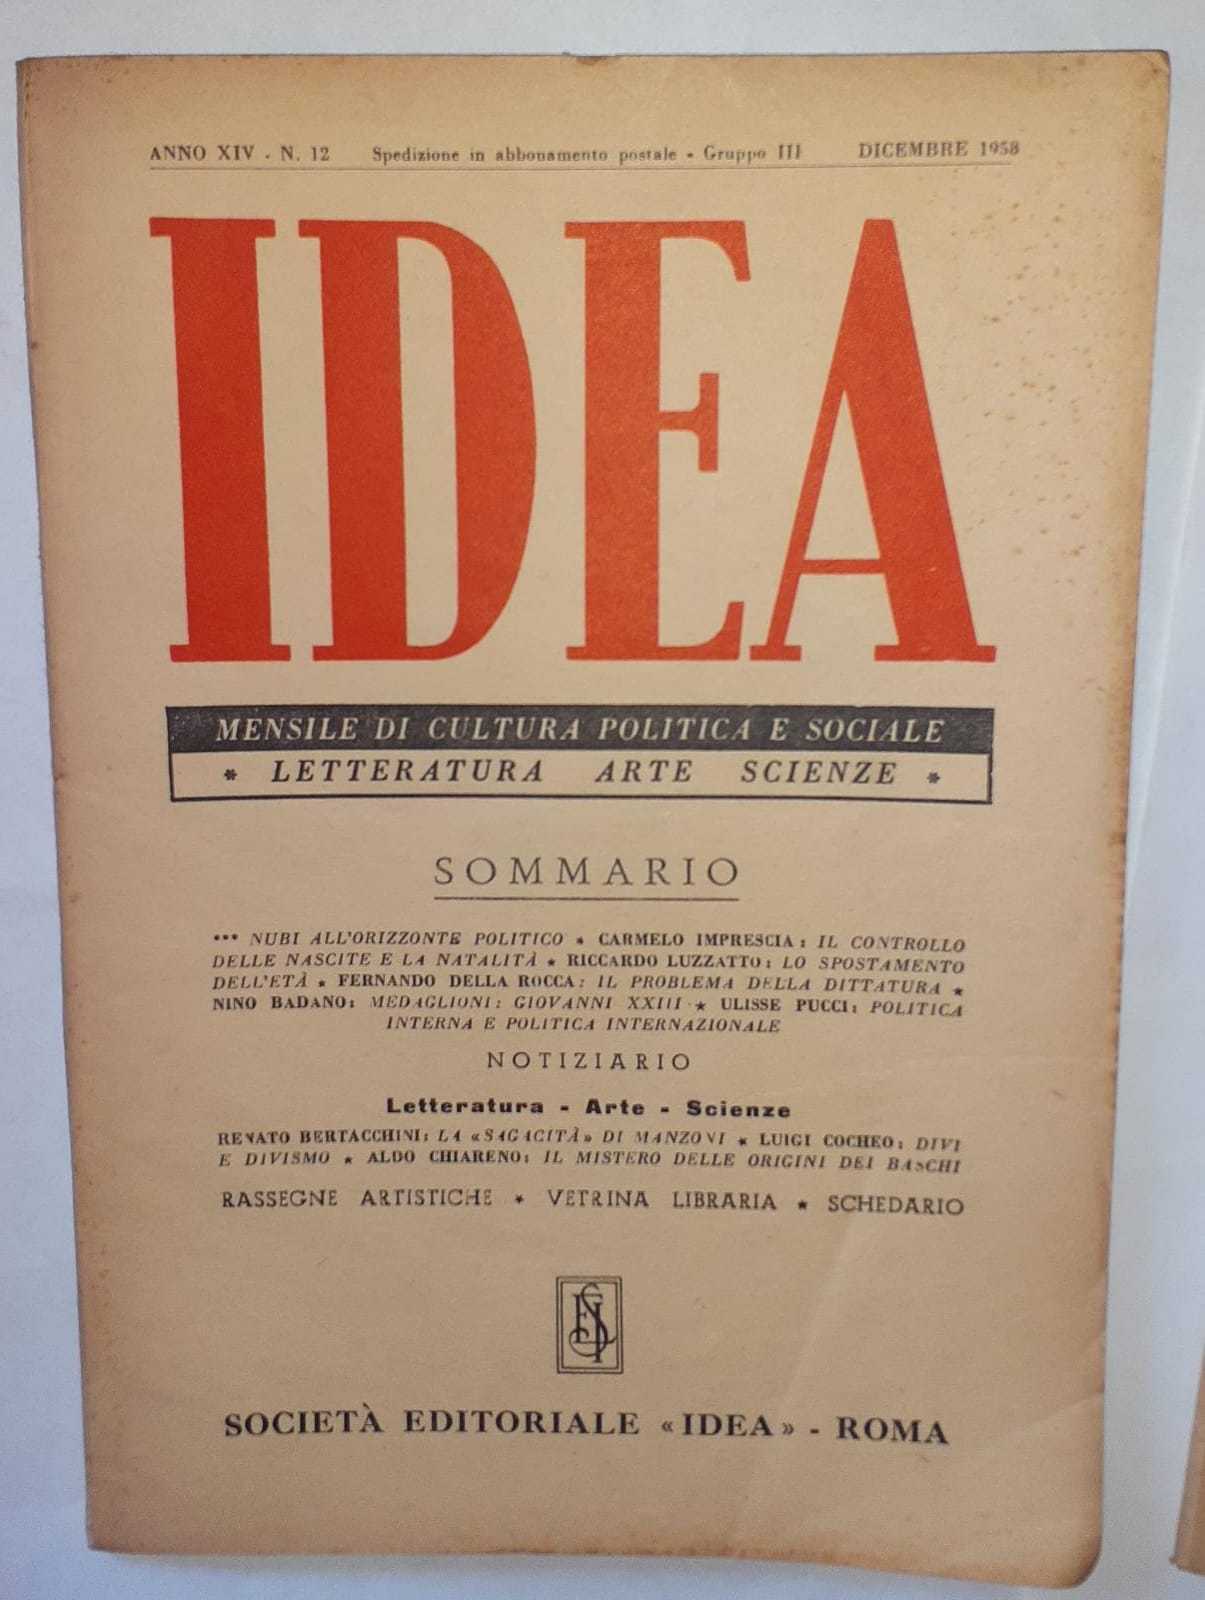 ANNO XIV - N. 12 Spedizione in abbonamento postale - Gruppo III DICEMBRE 1958
IDEA
MENSILE DI CULTURA POLITICA E SOCIALE
* LETTERATURA ARTE SCIENZE *
SOMMARIO
*** NUBI ALL'ORIZZONTE POLITICO ★ CARMELO IMPRESCIA: IL CONTROLLO
DELLE NASCITE E LA NATALITÀ ★ RICCARDO LUZZATTO: LO SPOSTAMENTO
DELL'ETÀ ★ FERNANDO DELLA ROCCA: IL PROBLEMA DELLA DITTATURA ★
NINO BADANO: MEDAGLIONI: GIOVANNI XXIII ★ ULISSE PUCCI: POLITICA
INTERNA E POLITICA INTERNAZIONALE
NOTIZIARIO
Letteratura - Arte - Scienze
RENATO BERTACCHINI: LA «SAGACITÀ» DI MANZONI ★ LUIGI COCHEO: DIVI
E DIVISMO ★ ALDO CHIARENO: IL MISTERO DELLE ORIGINI DEI BASCHI
RASSEGNE ARTISTICHE ★ VETRINA LIBRARIA ★ SCHEDARIO
SOCIETÀ EDITORIALE «IDEA» - ROMA